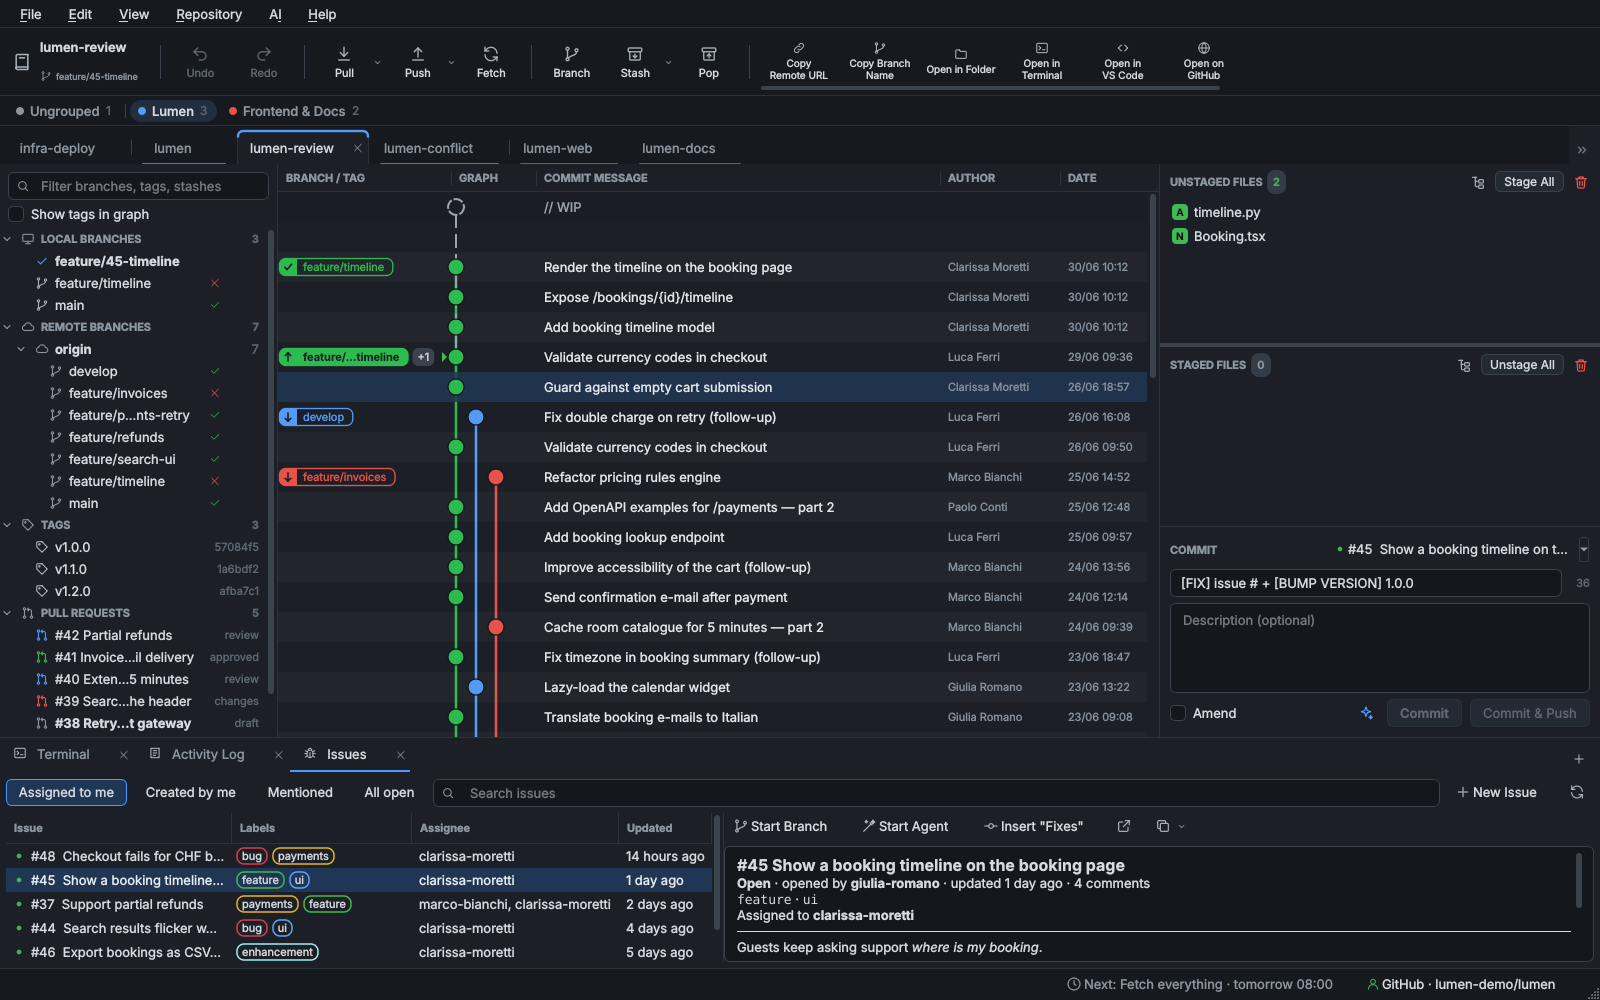 File Edit View Repository AI Help
lumen-review
feature/45-timeline
Undo Redo Pull Push Fetch Branch Stash Pop
Copy Remote URL
Copy Branch Name
Open in Folder
Open in Terminal
Open in VS Code
Open on GitHub
Ungrouped 1 Lumen 3 Frontend & Docs 2
infra-deploy lumen lumen-review lumen-conflict lumen-web lumen-docs
Filter branches, tags, stashes
Show tags in graph
LOCAL BRANCHES 3
feature/45-timeline
feature/timeline
main
REMOTE BRANCHES 7
origin 7
develop
feature/invoices
feature/p...nts-retry
feature/refunds
feature/search-ui
feature/timeline
main
TAGS 3
v1.0.0 57084f5
v1.1.0 1a6bdf2
v1.2.0 afba7c1
PULL REQUESTS 5
#42 Partial refunds review
#41 Invoice...il delivery approved
#40 Exten...5 minutes review
#39 Searc...he header changes
#38 Retry...t gateway draft
BRANCH / TAG GRAPH COMMIT MESSAGE AUTHOR DATE
// WIP
feature/timeline Render the timeline on the booking page Clarissa Moretti 30/06 10:12
Expose /bookings/{id}/timeline Clarissa Moretti 30/06 10:12
Add booking timeline model Clarissa Moretti 30/06 10:12
feature/...timeline +1 Validate currency codes in checkout Luca Ferri 29/06 09:36
Guard against empty cart submission Clarissa Moretti 26/06 18:57
develop Fix double charge on retry (follow-up) Luca Ferri 26/06 16:08
Validate currency codes in checkout Luca Ferri 26/06 09:50
feature/invoices Refactor pricing rules engine Marco Bianchi 25/06 14:52
Add OpenAPI examples for /payments — part 2 Paolo Conti 25/06 12:48
Add booking lookup endpoint Luca Ferri 25/06 09:57
Improve accessibility of the cart (follow-up) Marco Bianchi 24/06 13:56
Send confirmation e-mail after payment Marco Bianchi 24/06 12:14
Cache room catalogue for 5 minutes — part 2 Marco Bianchi 24/06 09:39
Fix timezone in booking summary (follow-up) Luca Ferri 23/06 18:47
Lazy-load the calendar widget Giulia Romano 23/06 13:22
Translate booking e-mails to Italian Giulia Romano 23/06 09:08
UNSTAGED FILES 2 Stage All
A timeline.py
N Booking.tsx
STAGED FILES 0 Unstage All
COMMIT #45 Show a booking timeline on t...
[FIX] issue # + [BUMP VERSION] 1.0.0 36
Description (optional)
Amend Commit Commit & Push
Terminal Activity Log Issues
Assigned to me Created by me Mentioned All open Search issues New Issue
Issue Labels Assignee Updated
#48 Checkout fails for CHF b... bug payments clarissa-moretti 14 hours ago
#45 Show a booking timeline... feature ui clarissa-moretti 1 day ago
#37 Support partial refunds payments feature marco-bianchi, clarissa-moretti 2 days ago
#44 Search results flicker w... bug ui clarissa-moretti 4 days ago
#46 Export bookings as CSV... enhancement clarissa-moretti 5 days ago
Start Branch Start Agent Insert "Fixes"
#45 Show a booking timeline on the booking page
Open · opened by giulia-romano · updated 1 day ago · 4 comments
feature · ui
Assigned to clarissa-moretti
Guests keep asking support where is my booking.
Next: Fetch everything · tomorrow 08:00 GitHub · lumen-demo/lumen